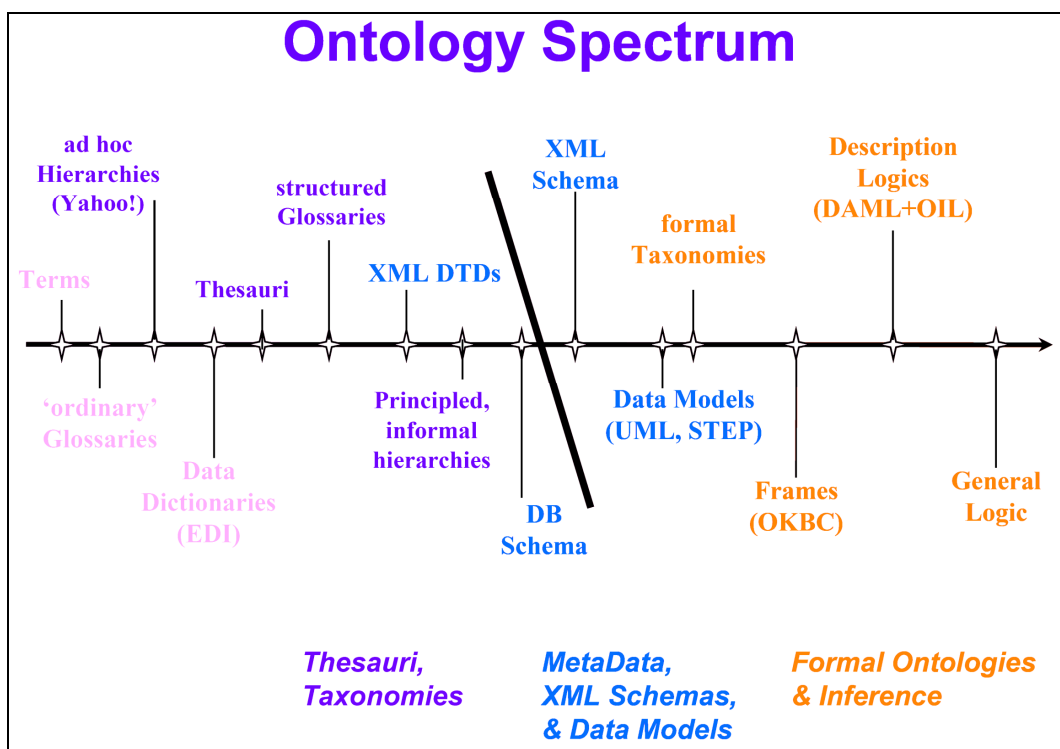 Ontology Spectrum
ad hoc
Hierarchies
(Yahoo!)
structured
Glossaries
XML
Schema
Description
Logics
(DAML+OIL)
formal
Taxonomies
Terms
Thesauri
XML DTDs
‘ordinary’
Glossaries
Data
Dictionaries
(EDI)
Principled,
informal
hierarchies
DB
Schema
Data Models
(UML, STEP)
Frames
(OKBC)
General
Logic
Thesauri,
Taxonomies
MetaData,
XML Schemas,
& Data Models
Formal Ontologies
& Inference